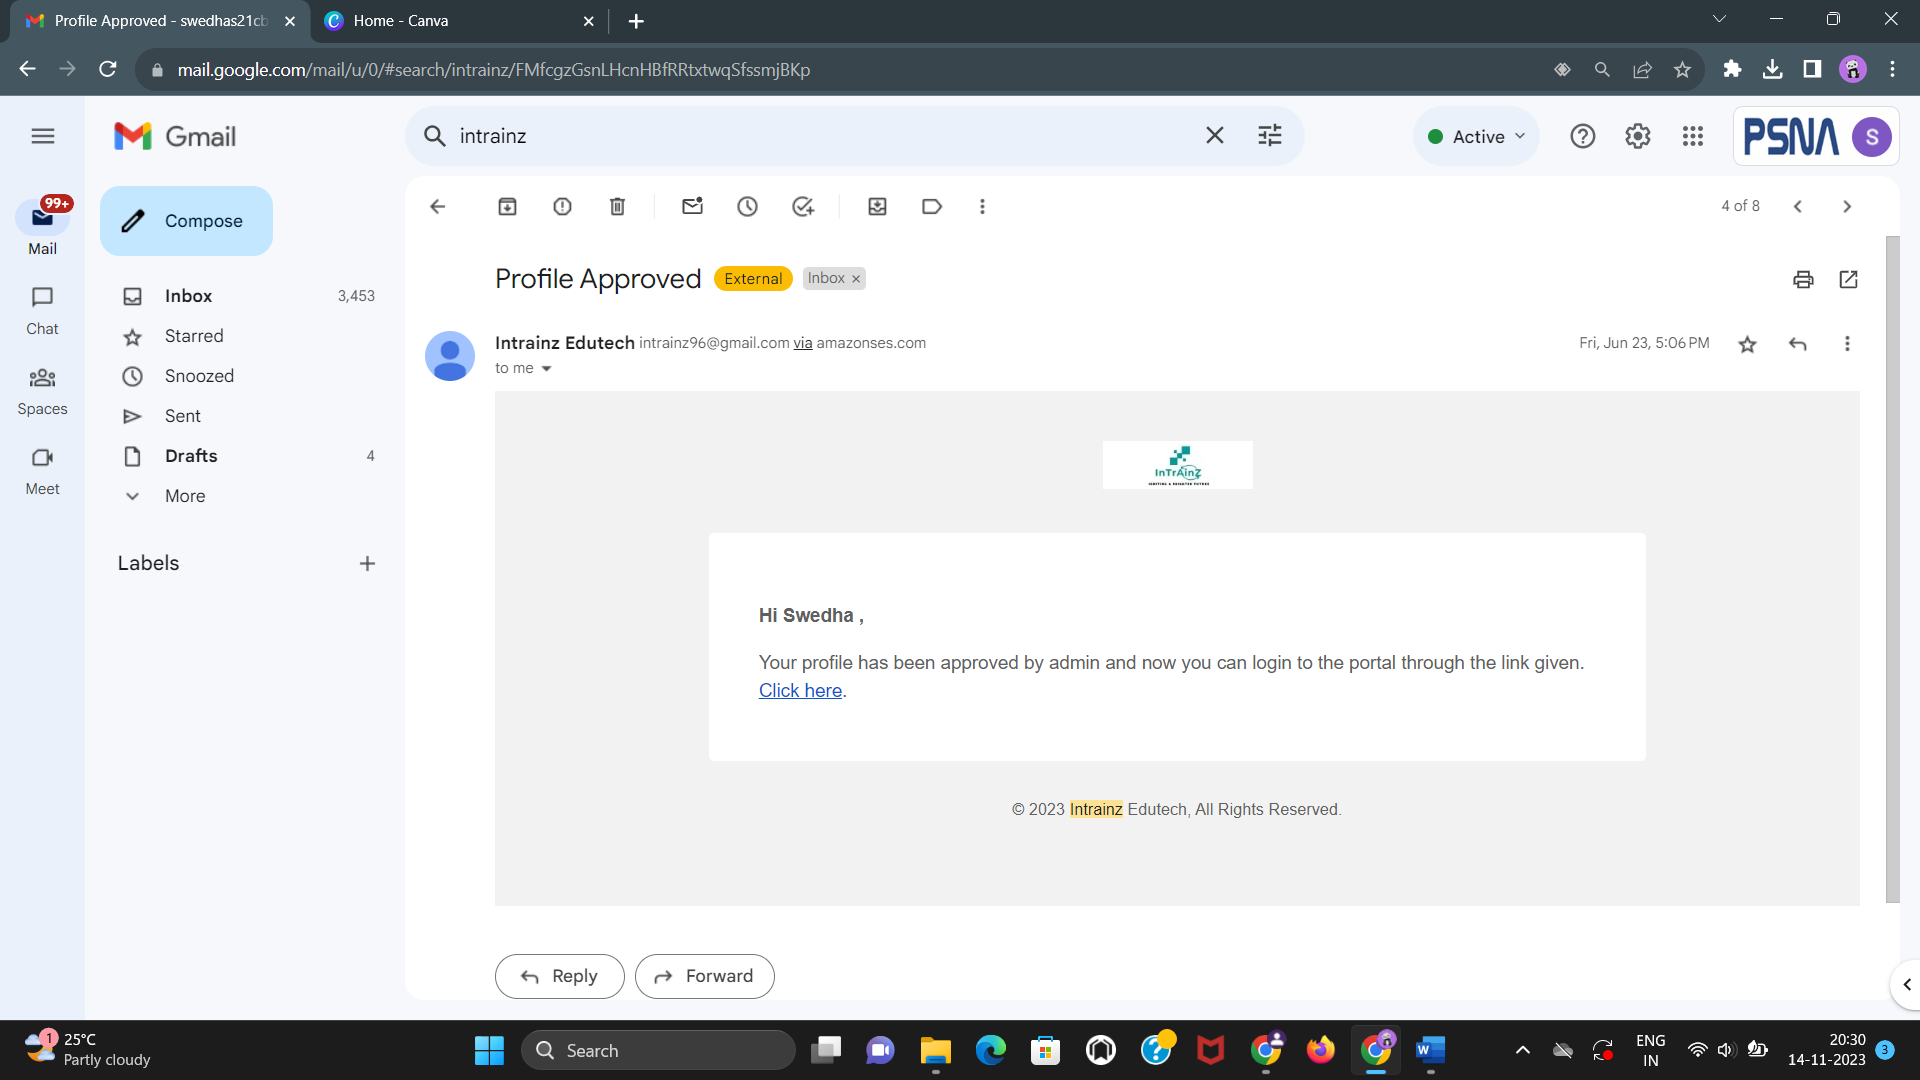 Profile Approved - swedhas21cb
Home - Canva
mail.google.com/mail/u/0/#search/intrainz/FMfcgzGsnLHcnHBfRRtxtwqSfssmjBKp
Gmail
intrainz
Active
PSNA
S
99+
Mail
Compose
4 of 8
Chat
Spaces
Meet
Inbox 3,453
Starred
Snoozed
Sent
Drafts 4
More
Labels
Profile Approved External Inbox ×
Intrainz Edutech intrainz96@gmail.com via amazonses.com
Fri, Jun 23, 5:06 PM
to me
InTrAinZ
IGNITING A BRIGHTER FUTURE
Hi Swedha ,
Your profile has been approved by admin and now you can login to the portal through the link given.
Click here.
© 2023 Intrainz Edutech, All Rights Reserved.
Reply
Forward
1
25°C
Partly cloudy
Search
ENG
IN
20:30
14-11-2023
3